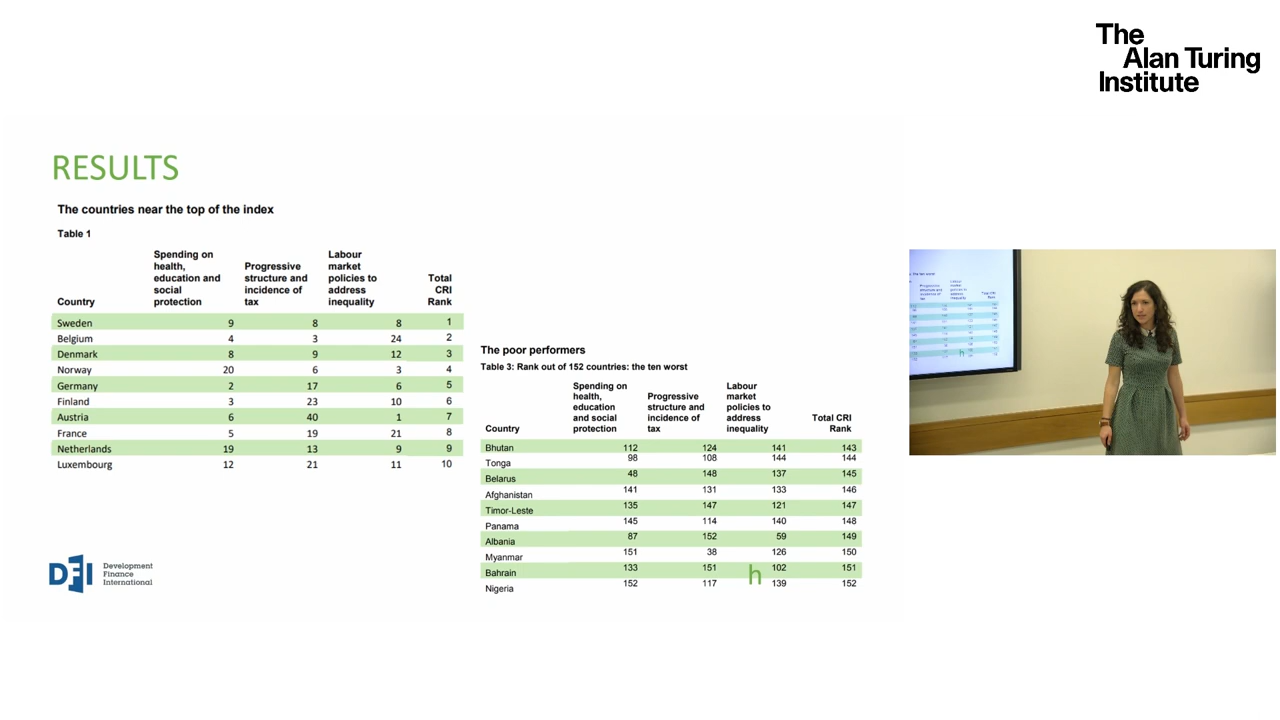 The
Alan Turing
Institute
RESULTS
The countries near the top of the index
Table 1
Country Spending on health, education and social protection Progressive structure and incidence of tax Labour market policies to address inequality Total CRI Rank
Sweden 9 8 8 1
Belgium 4 3 24 2
Denmark 8 9 12 3
Norway 20 6 3 4
Germany 2 17 6 5
Finland 3 23 10 6
Austria 6 40 1 7
France 5 19 21 8
Netherlands 19 13 9 9
Luxembourg 12 21 11 10
The poor performers
Table 3: Rank out of 152 countries: the ten worst
Country Spending on health, education and social protection Progressive structure and incidence of tax Labour market policies to address inequality Total CRI Rank
Bhutan 112 124 141 143
Tonga 98 108 144 144
Belarus 48 148 137 145
Afghanistan 141 131 133 146
Timor-Leste 135 147 121 147
Panama 145 114 140 148
Albania 87 152 59 149
Myanmar 151 38 126 150
Bahrain 133 151 102 151
Nigeria 152 117 139 152
h
DFI Development
Finance
International